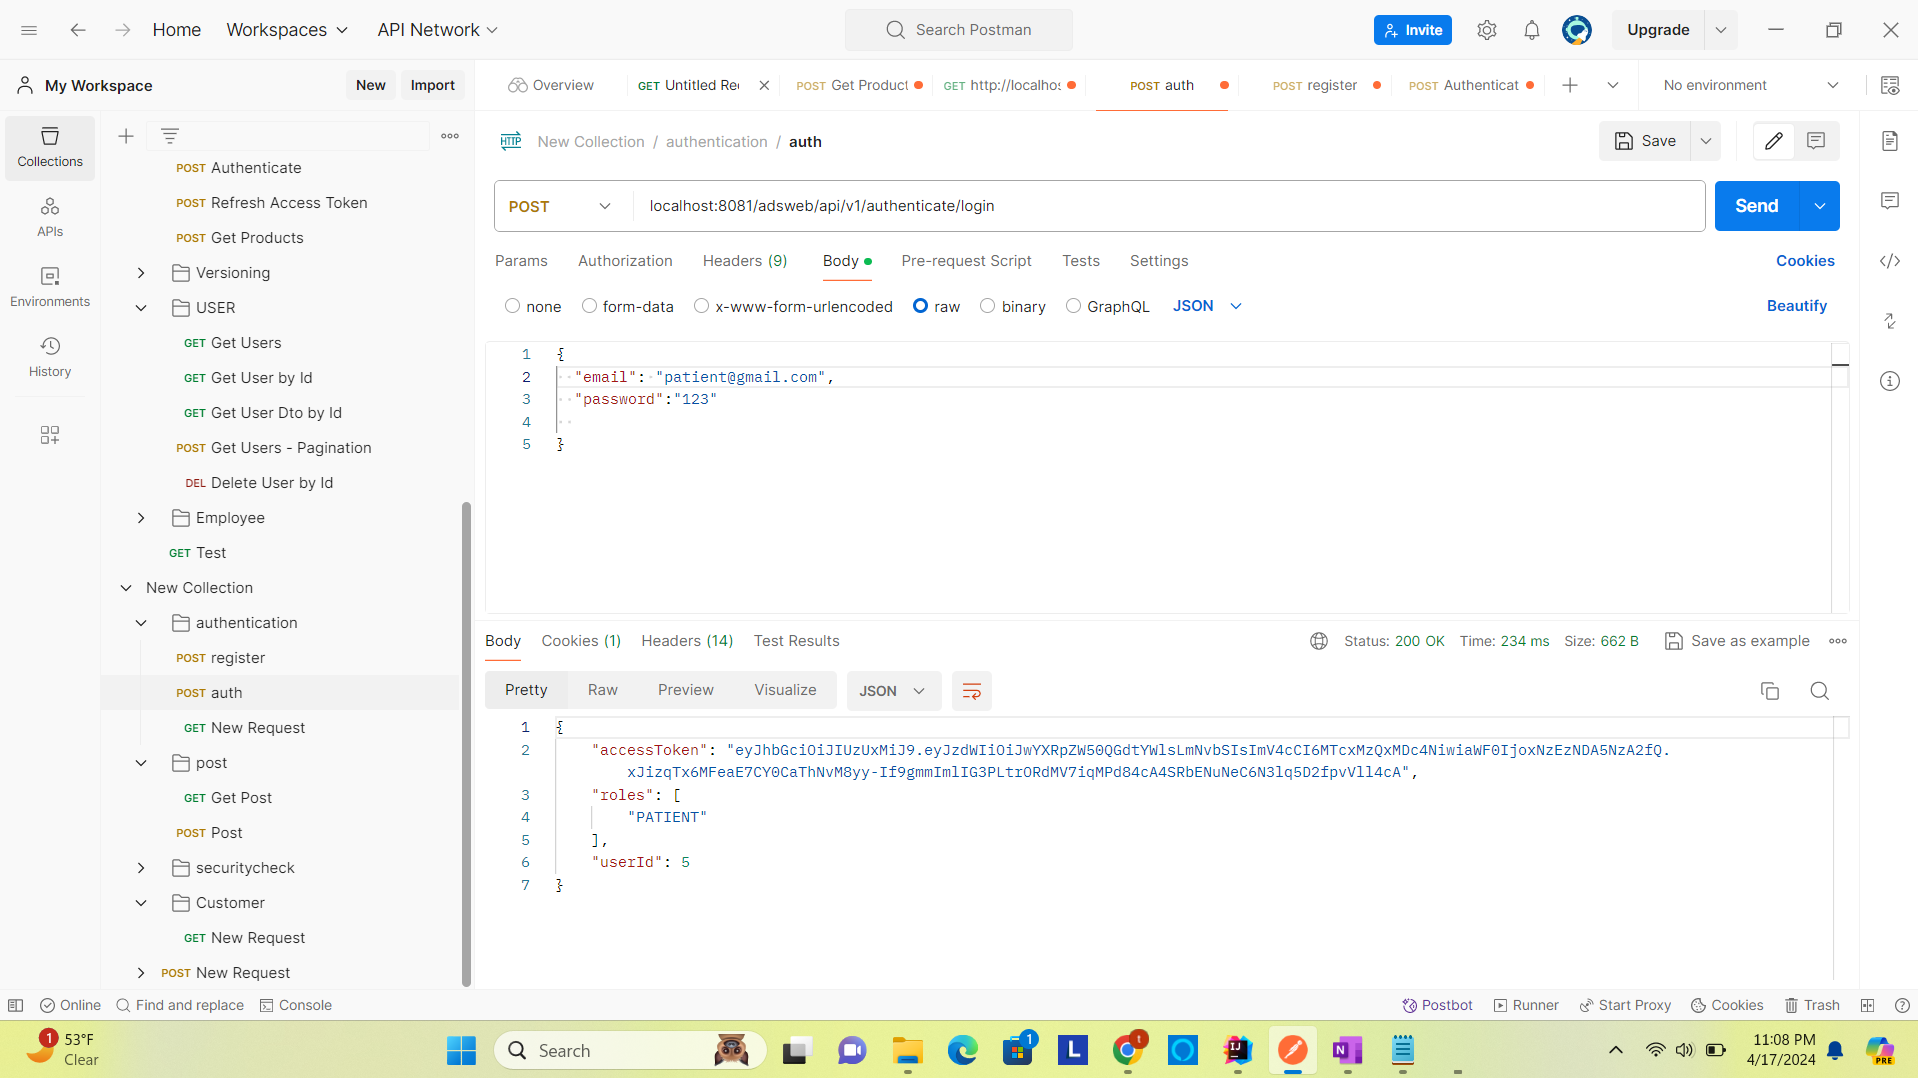 Home Workspaces API Network Search Postman Invite Upgrade
My Workspace New Import Overview GET Untitled Re POST Get Product GET http://localhos POST auth POST register POST Authenticat No environment
Collections
APIs
Environments
History
POST Authenticate
POST Refresh Access Token
POST Get Products
Versioning
USER
GET Get Users
GET Get User by Id
GET Get User Dto by Id
POST Get Users - Pagination
DEL Delete User by Id
Employee
GET Test
New Collection
authentication
POST register
POST auth
GET New Request
post
GET Get Post
POST Post
securitycheck
Customer
GET New Request
POST New Request
HTTP New Collection / authentication / auth Save
POST localhost:8081/adsweb/api/v1/authenticate/login Send
Params Authorization Headers (9) Body Pre-request Script Tests Settings Cookies
none form-data x-www-form-urlencoded raw binary GraphQL JSON Beautify
1 {
2 "email": "patient@gmail.com",
3 "password":"123"
4
5 }
Body Cookies (1) Headers (14) Test Results Status: 200 OK Time: 234 ms Size: 662 B Save as example
Pretty Raw Preview Visualize JSON
1 {
2 "accessToken": "eyJhbGciOiJIUzUxMiJ9.eyJzdWIiOiJwYXRpZW50QGdtYWlsLmNvbSIsImV4cCI6MTcxMzQxMDc4NiwiaWF0IjoxNzEzNDA5NzA2fQ.
xJizqTx6MFeaE7CY0CaThNvM8yy-If9gmmImlIG3PLtrORdMV7iqMPd84cA4SRbENuNeC6N3lq5D2fpvVll4cA",
3 "roles": [
4 "PATIENT"
5 ],
6 "userId": 5
7 }
Online Find and replace Console Postbot Runner Start Proxy Cookies Trash
1 53°F
Clear
Search
1
L
t
IJ
N
11:08 PM
4/17/2024
PRE